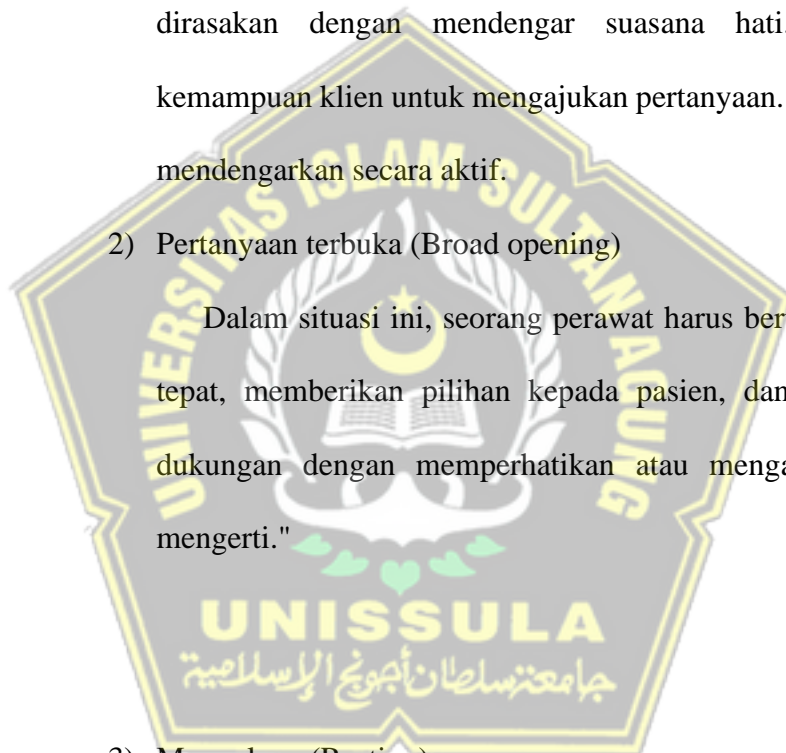 dirasakan dengan mendengar suasana hati.
kemampuan klien untuk mengajukan pertanyaan.
mendengarkan secara aktif.
2) Pertanyaan terbuka (Broad opening)
Dalam situasi ini, seorang perawat harus ber
tepat, memberikan pilihan kepada pasien, dan
dukungan dengan memperhatikan atau menga
mengerti."
UNIVERSITAS ISLAM SULTAN AGUNG
UNISSULA
جامعة سلطان أجونج الإسلامية
3)